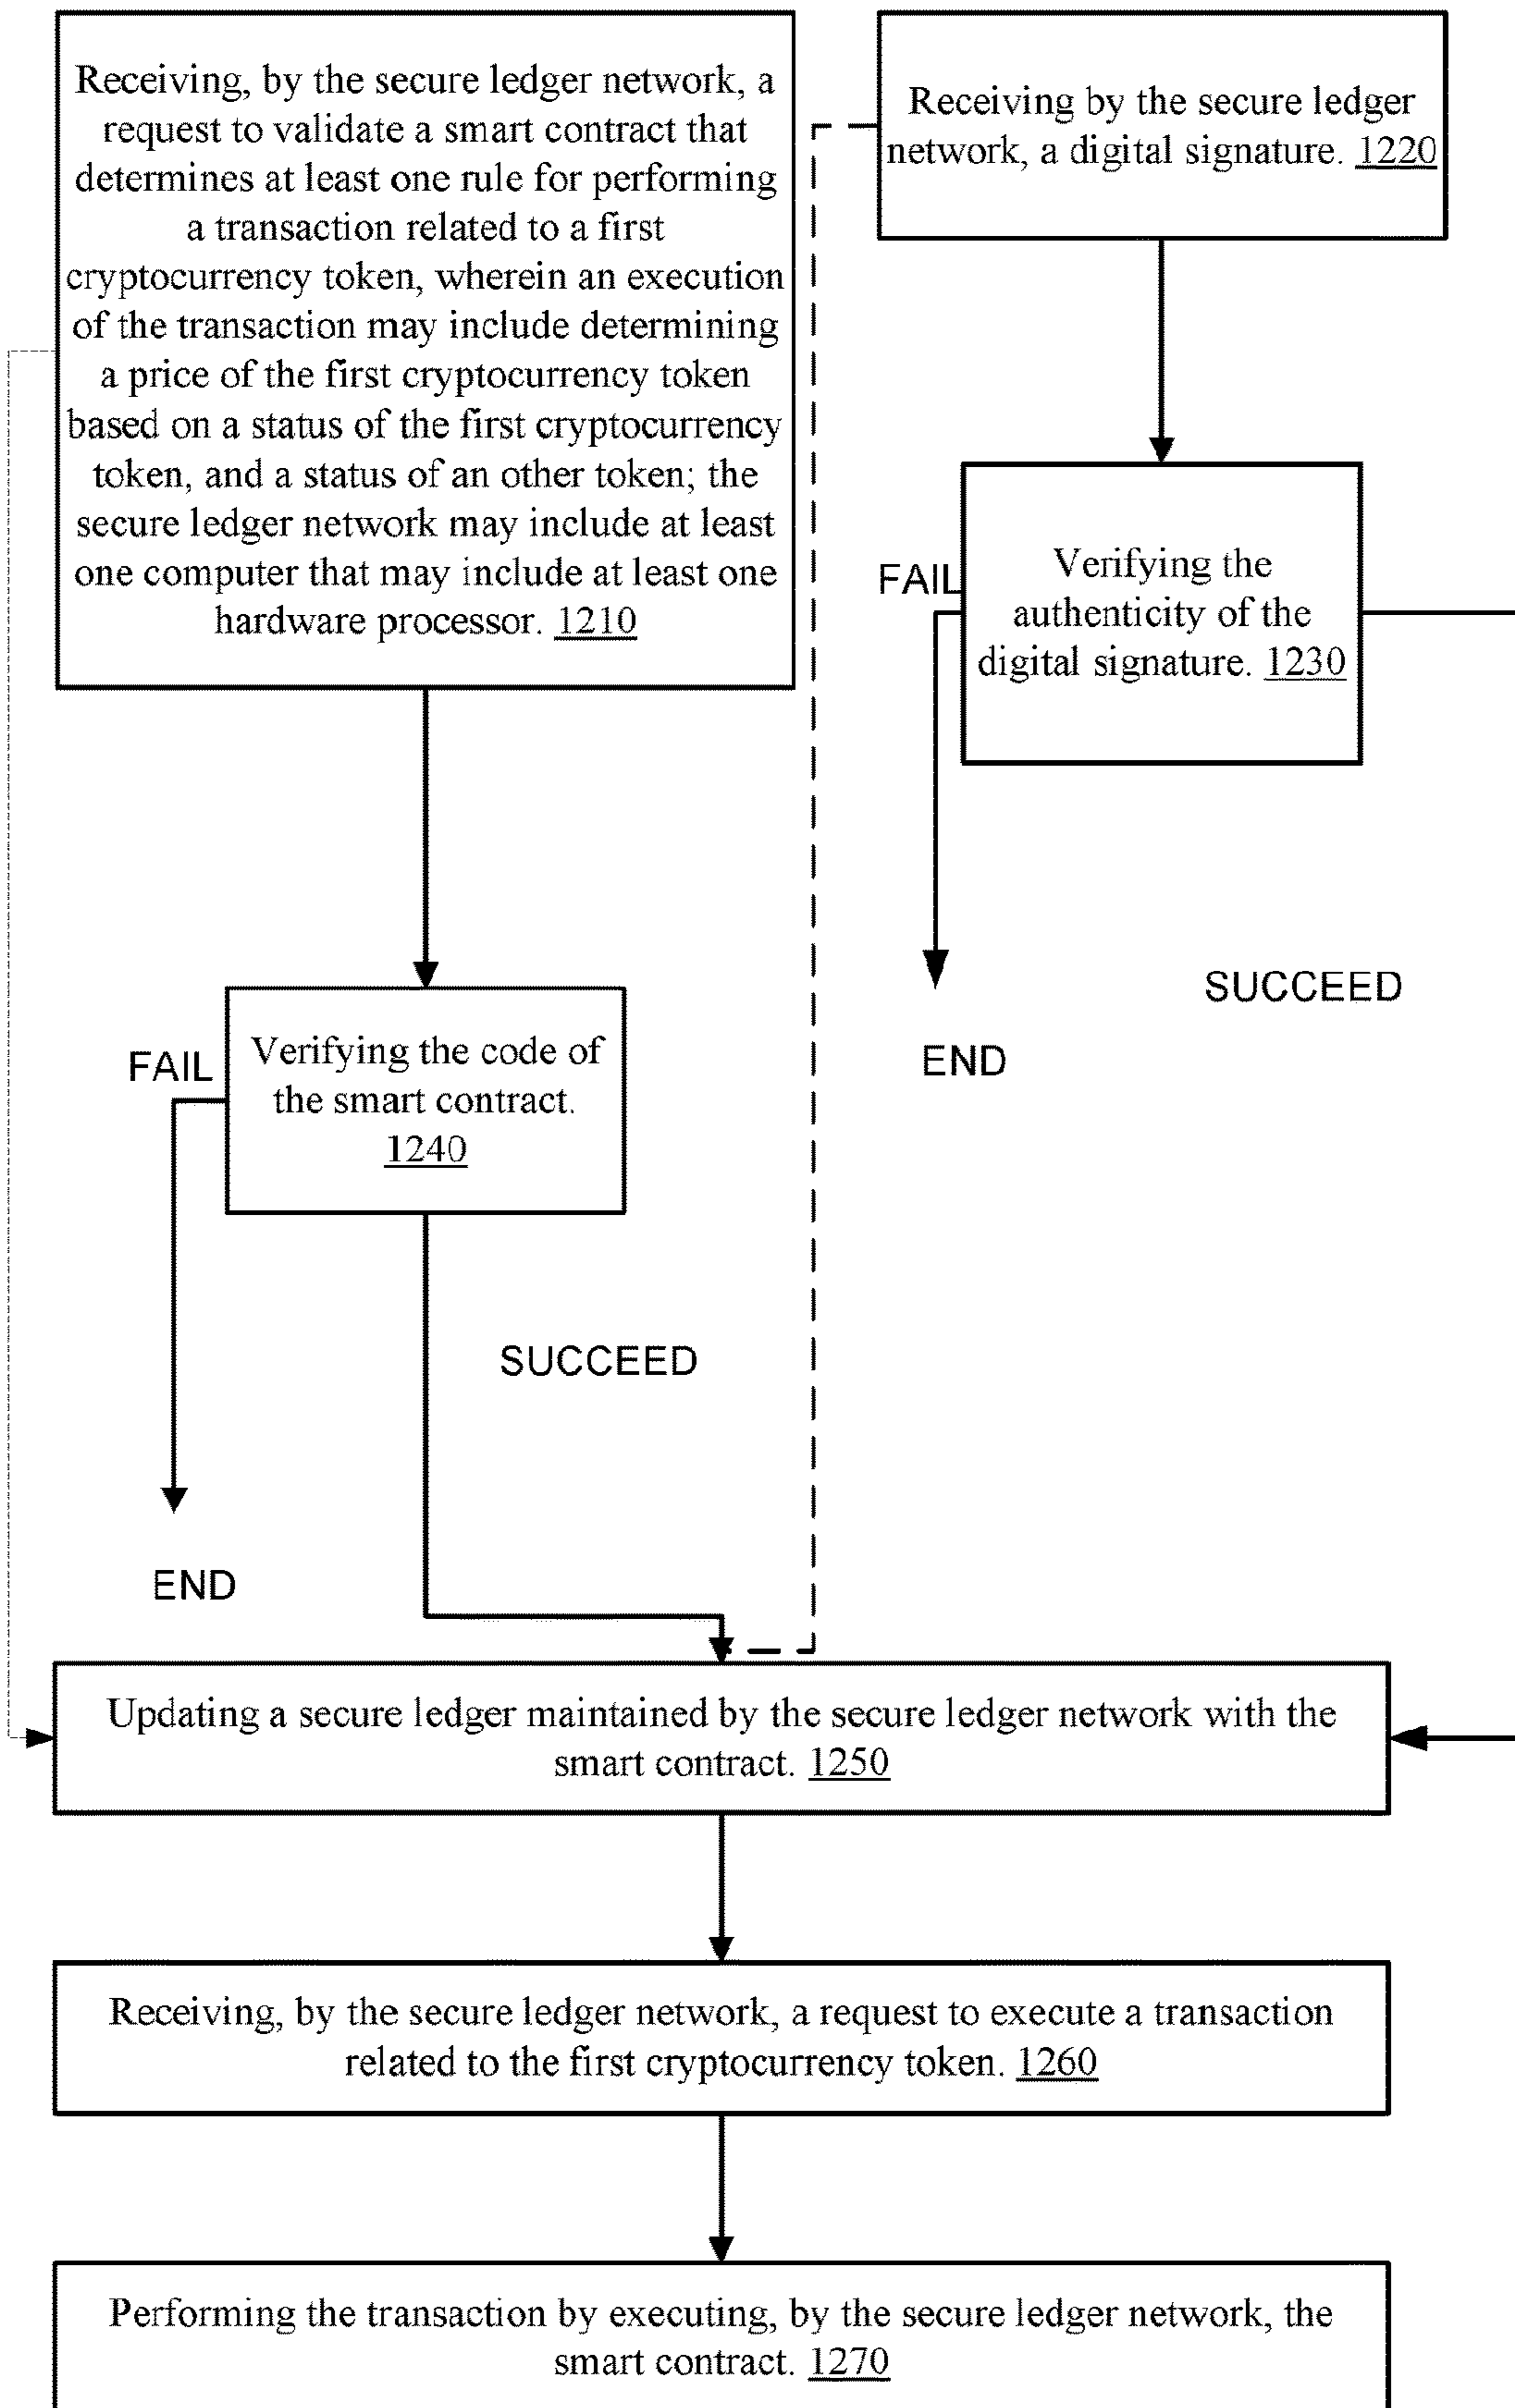 Receiving, by the secure ledger network, a
request to validate a smart contract that
determines at least one rule for performing
a transaction related to a first
cryptocurrency token, wherein an execution
of the transaction may include determining
a price of the first cryptocurrency token
based on a status of the first cryptocurrency
token, and a status of an other token; the
secure ledger network may include at least
one computer that may include at least one
hardware processor. 1210
Receiving by the secure ledger
network, a digital signature. 1220
FAIL
Verifying the
authenticity of the
digital signature. 1230
SUCCEED
END
FAIL
Verifying the code of
the smart contract.
1240
SUCCEED
END
Updating a secure ledger maintained by the secure ledger network with the
smart contract. 1250
Receiving, by the secure ledger network, a request to execute a transaction
related to the first cryptocurrency token. 1260
Performing the transaction by executing, by the secure ledger network, the
smart contract. 1270